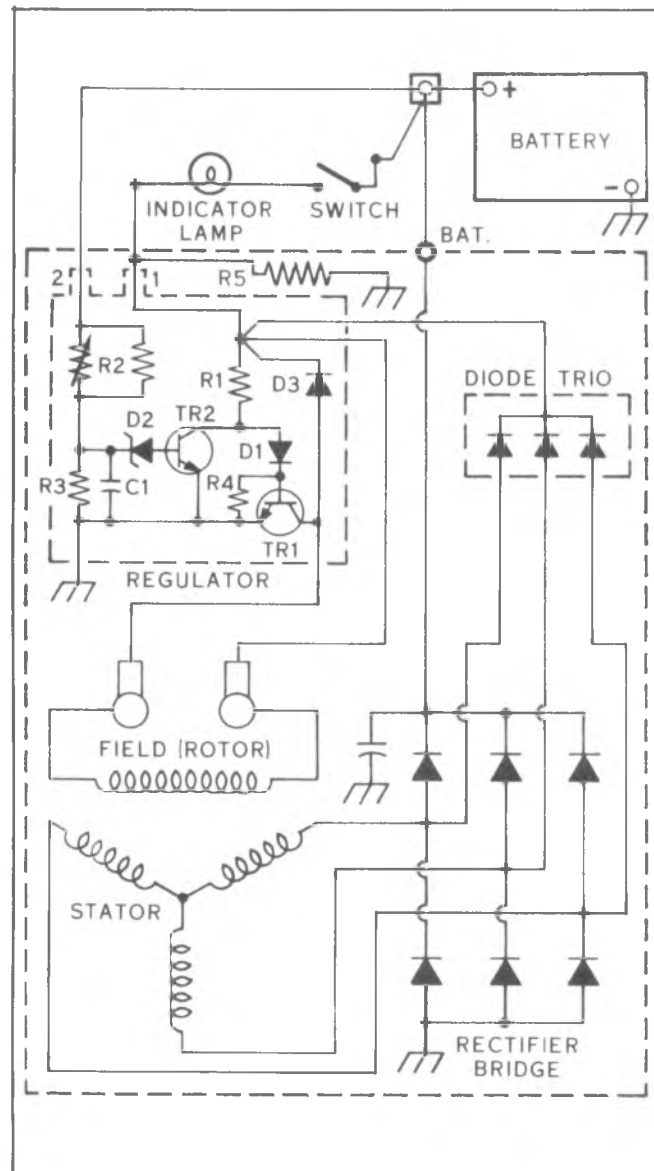 +
BATTERY
-
INDICATOR
LAMP
SWITCH
BAT.
2
1
R5
R2
R1
D3
DIODE TRIO
D2
TR2
D1
R3
C1
R4
TR1
REGULATOR
FIELD (ROTOR)
STATOR
RECTIFIER
BRIDGE